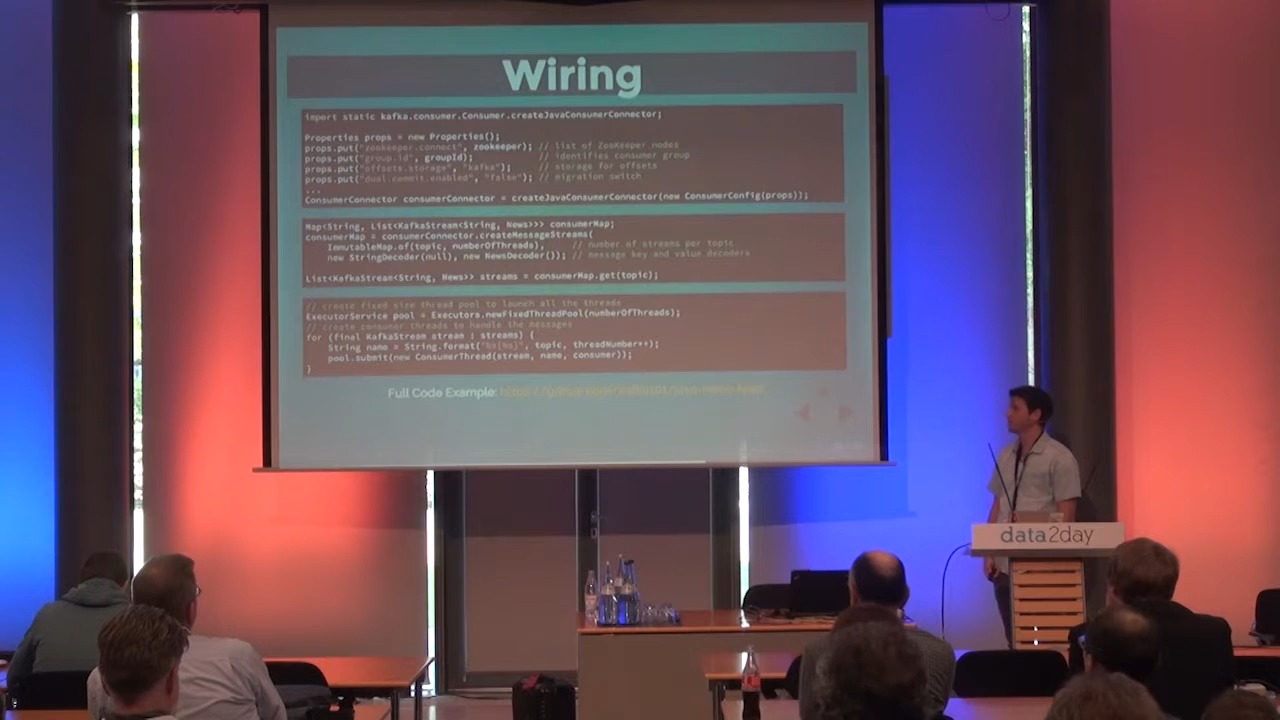 Wiring
import static kafka.consumer.Consumer.createJavaConsumerConnector;
Properties props = new Properties();
props.put("zookeeper.connect", zookeeper); // list of ZooKeeper nodes
props.put("group.id", groupId); // identifies consumer group
props.put("offsets.storage", "kafka"); // storage for offsets
props.put("dual.commit.enabled", "false"); // migration switch
...
ConsumerConnector consumerConnector = createJavaConsumerConnector(new ConsumerConfig(props));
Map<String, List<KafkaStream<String, News>>> consumerMap;
consumerMap = consumerConnector.createMessageStreams(
ImmutableMap.of(topic, numberOfThreads), // number of streams per topic
new StringDecoder(null), new NewsDecoder()); // message key and value decoders
List<KafkaStream<String, News>> streams = consumerMap.get(topic);
// create fixed size thread pool to launch all the threads
ExecutorService pool = Executors.newFixedThreadPool(numberOfThreads);
// create consumer threads to handle the messages
for (final KafkaStream stream : streams) {
String name = String.format("%s[%s]", topic, threadNumber++);
pool.submit(new ConsumerThread(stream, name, consumer));
}
Full Code Example:
data2day